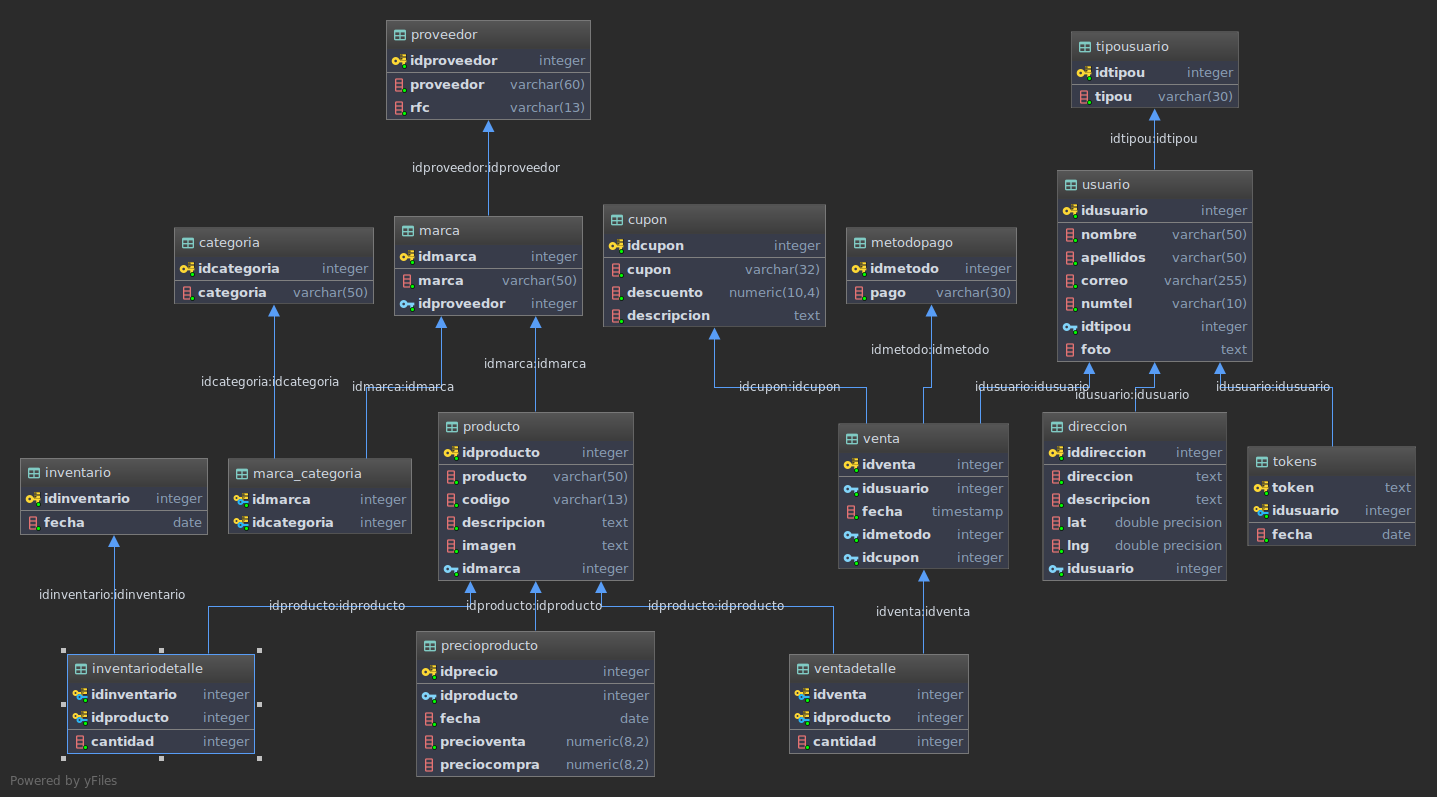 proveedor
idproveedor integer
proveedor varchar(60)
rfc varchar(13)
tipousuario
idtipou integer
tipou varchar(30)
idproveedor:idproveedor
idtipou:idtipou
categoria
idcategoria integer
categoria varchar(50)
marca
idmarca integer
marca varchar(50)
idproveedor integer
cupon
idcupon integer
cupon varchar(32)
descuento numeric(10,4)
descripcion text
metodopago
idmetodo integer
pago varchar(30)
usuario
idusuario integer
nombre varchar(50)
apellidos varchar(50)
correo varchar(255)
numtel varchar(10)
idtipou integer
foto text
idcategoria:idcategoria
idmarca:idmarca
idmarca:idmarca
idcupon:idcupon
idmetodo:idmetodo
idusuario:idusuario
idusuario:idusuario
idusuario:idusuario
inventario
idinventario integer
fecha date
marca_categoria
idmarca integer
idcategoria integer
producto
idproducto integer
producto varchar(50)
codigo varchar(13)
descripcion text
imagen text
idmarca integer
venta
idventa integer
idusuario integer
fecha timestamp
idmetodo integer
idcupon integer
direccion
iddireccion integer
direccion text
descripcion text
lat double precision
lng double precision
idusuario integer
tokens
token text
idusuario integer
fecha date
idinventario:idinventario
idproducto:idproducto
idproducto:idproducto
idproducto:idproducto
idventa:idventa
inventariodetalle
idinventario integer
idproducto integer
cantidad integer
precioproducto
idprecio integer
idproducto integer
fecha date
precioventa numeric(8,2)
preciocompra numeric(8,2)
ventadetalle
idventa integer
idproducto integer
cantidad integer
Powered by yFiles